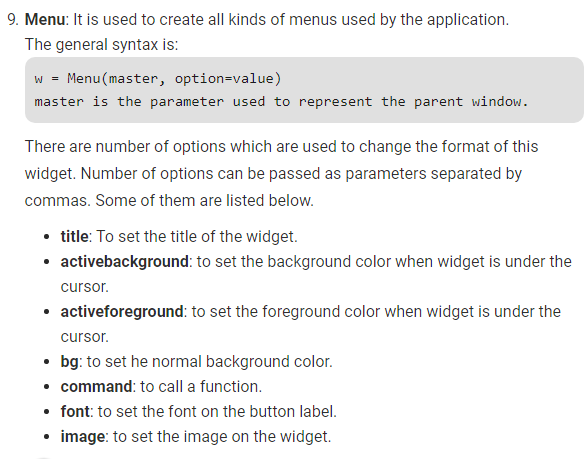 9. Menu: It is used to create all kinds of menus used by the application.
The general syntax is:
w = Menu(master, option=value)
master is the parameter used to represent the parent window.
There are number of options which are used to change the format of this
widget. Number of options can be passed as parameters separated by
commas. Some of them are listed below.
• title: To set the title of the widget.
• activebackground: to set the background color when widget is under the
cursor.
• activeforeground: to set the foreground color when widget is under the
cursor.
• bg: to set he normal background color.
• command: to call a function.
• font: to set the font on the button label.
• image: to set the image on the widget.